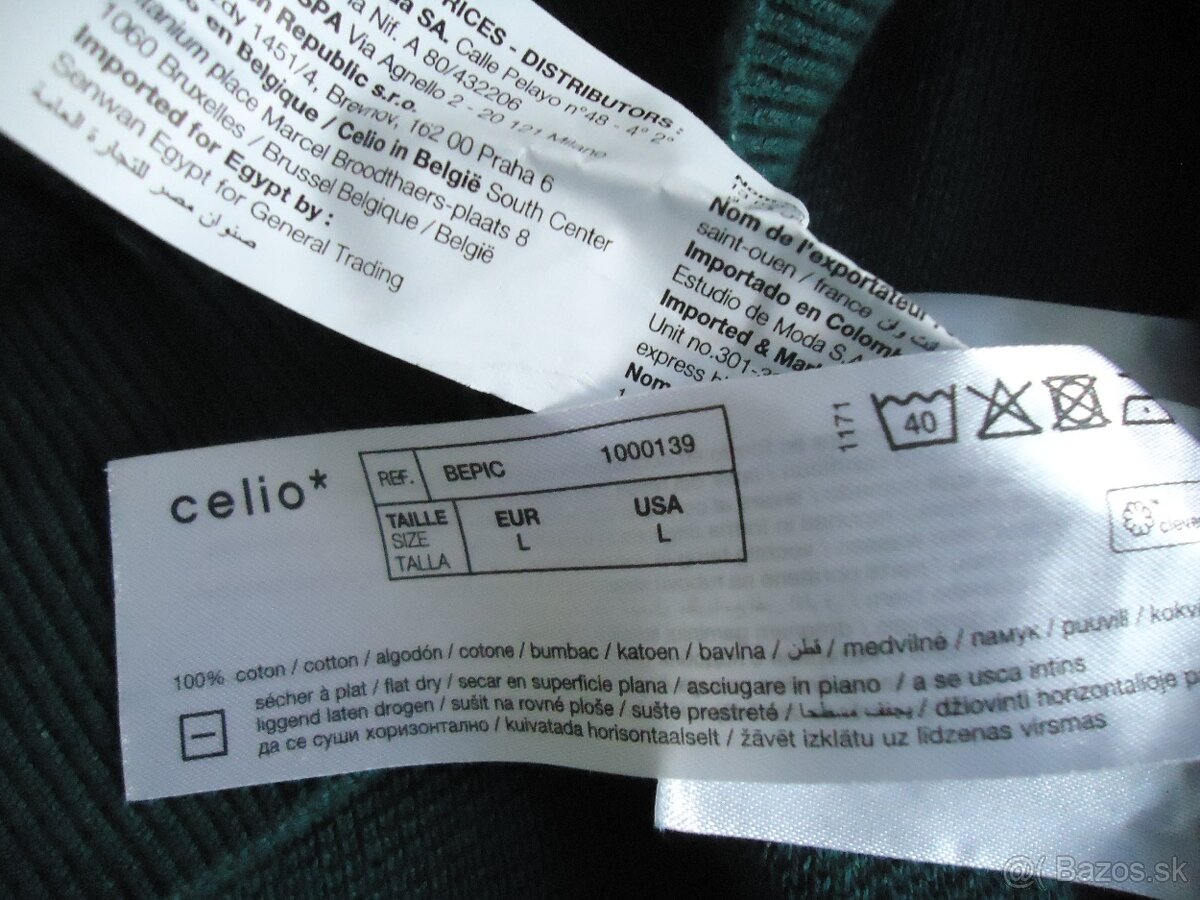 RICES - DISTRIBUTORS :
SA. Calle Pelayo n°48 - 4° 2°
Nif. A 80/432206
SPA Via Agnello 2 - 20 121 Milano
Republic s.r.o.
1451/4, Brevnov, 162 00 Praha 6
en Belgique / Celio in België South Center
place Marcel Broodthaers-plaats 8
1060 Bruxelles / Brussel Belgique / België
Imported for Egypt by :
Senwan Egypt for General Trading
صنوان مصر للتجارة العامة
Nom de l'exportateur
saint-ouen / france
Importado en Colomb
Estudio de Moda S.A
Imported & Mar
Unit no.301-3
express
Nom
1171
40
celio*
REF. BEPIC 1000139
TAILLE EUR USA
SIZE L L
TALLA
cleve
100% coton / cotton / algodón / cotone / bumbac / katoen / bavlna / قطن / medvilnė / памук / puuvill / kokvi
sécher à plat / flat dry / secar en superficie plana / asciugare in piano / a se usca intins
liggend laten drogen / sušit na rovné ploše / sušte prestreté / يجفف مسطحا / džiovinti horizontalioje p
да се суши хоризонтално / kuivatada horisontaalselt / žāvēt izklātu uz līdzenas virsmas
Bazos.sk